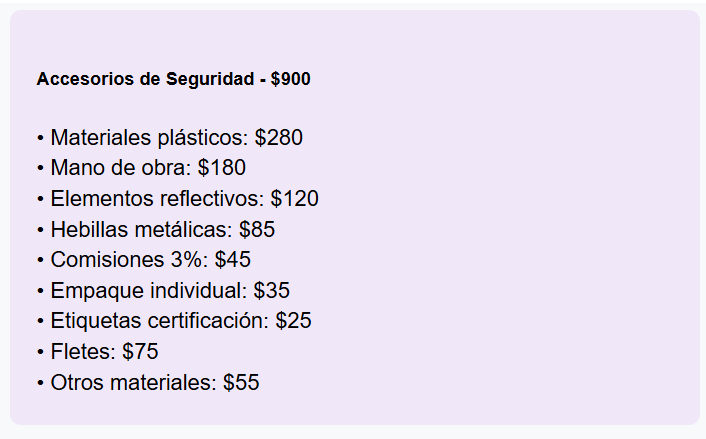 Accesorios de Seguridad - $900
• Materiales plásticos: $280
• Mano de obra: $180
• Elementos reflectivos: $120
• Hebillas metálicas: $85
• Comisiones 3%: $45
• Empaque individual: $35
• Etiquetas certificación: $25
• Fletes: $75
• Otros materiales: $55